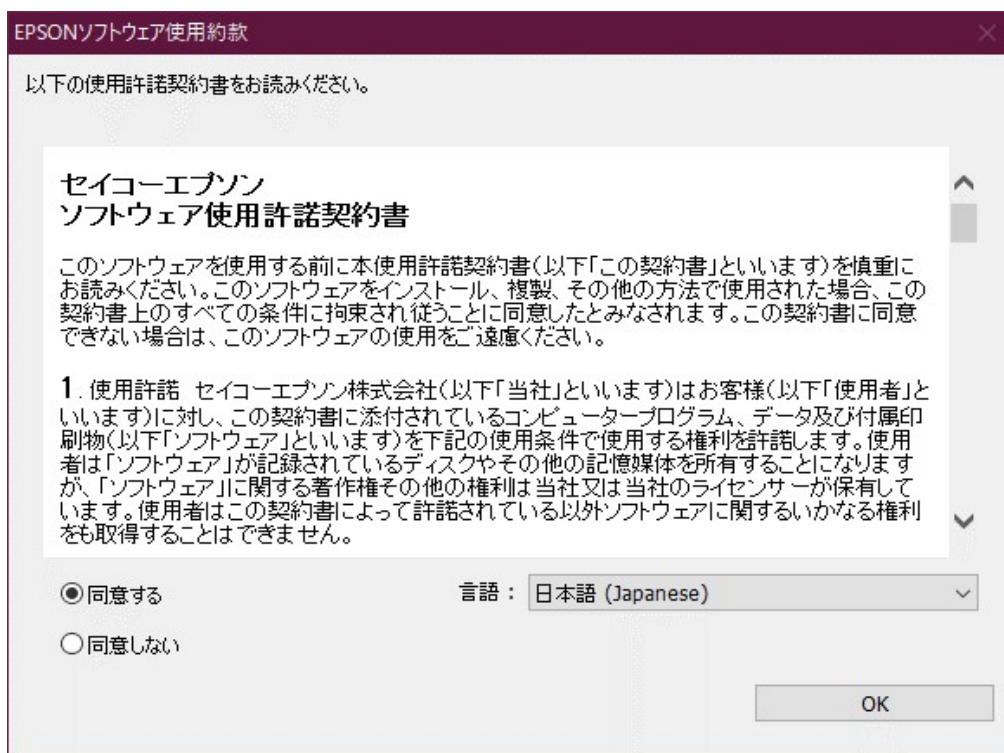 EPSONソフトウェア使用約款
以下の使用許諾契約書をお読みください。
セイコーエプソン
ソフトウェア使用許諾契約書
このソフトウェアを使用する前に本使用許諾契約書(以下「この契約書」といいます)を慎重に
お読みください。このソフトウェアをインストール、複製、その他の方法で使用された場合、この
契約書上のすべての条件に拘束され従うことに同意したとみなされます。この契約書に同意
できない場合は、このソフトウェアの使用をご遠慮ください。
1. 使用許諾 セイコーエプソン株式会社(以下「当社」といいます)はお客様(以下「使用者」と
いいます)に対し、この契約書に添付されているコンピュータープログラム、データ及び付属印
刷物(以下「ソフトウェア」といいます)を下記の使用条件で使用する権利を許諾します。使用
者は「ソフトウェア」が記録されているディスクやその他の記憶媒体を所有することになります
が、「ソフトウェア」に関する著作権その他の権利は当社又は当社のライセンサーが保有して
います。使用者はこの契約書によって許諾されている以外ソフトウェアに関するいかなる権利
をも取得することはできません。
同意する
言語: 日本語 (Japanese)
同意しない
OK